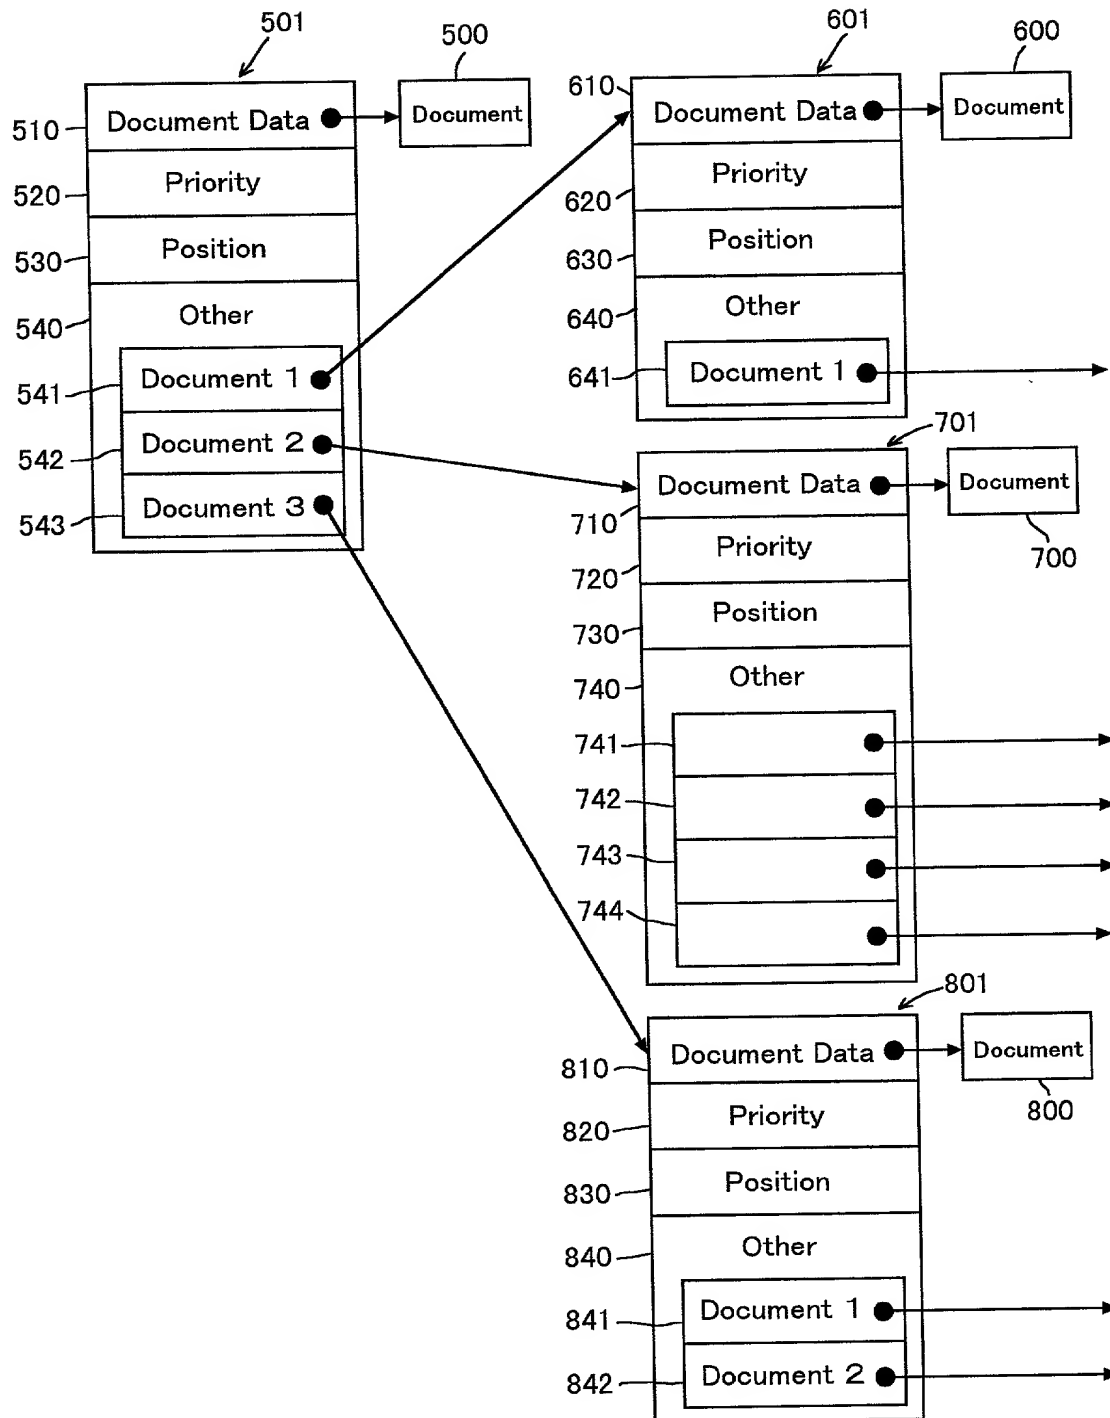 501
500
510
Document Data
Document
520
Priority
530
Position
540
Other
541
Document 1
542
Document 2
543
Document 3
601
600
610
Document Data
Document
620
Priority
630
Position
640
Other
641
Document 1
701
Document Data
Document
710
700
Priority
720
Position
730
Other
740
741
742
743
744
801
Document Data
Document
810
800
Priority
820
Position
830
Other
840
Document 1
841
Document 2
842